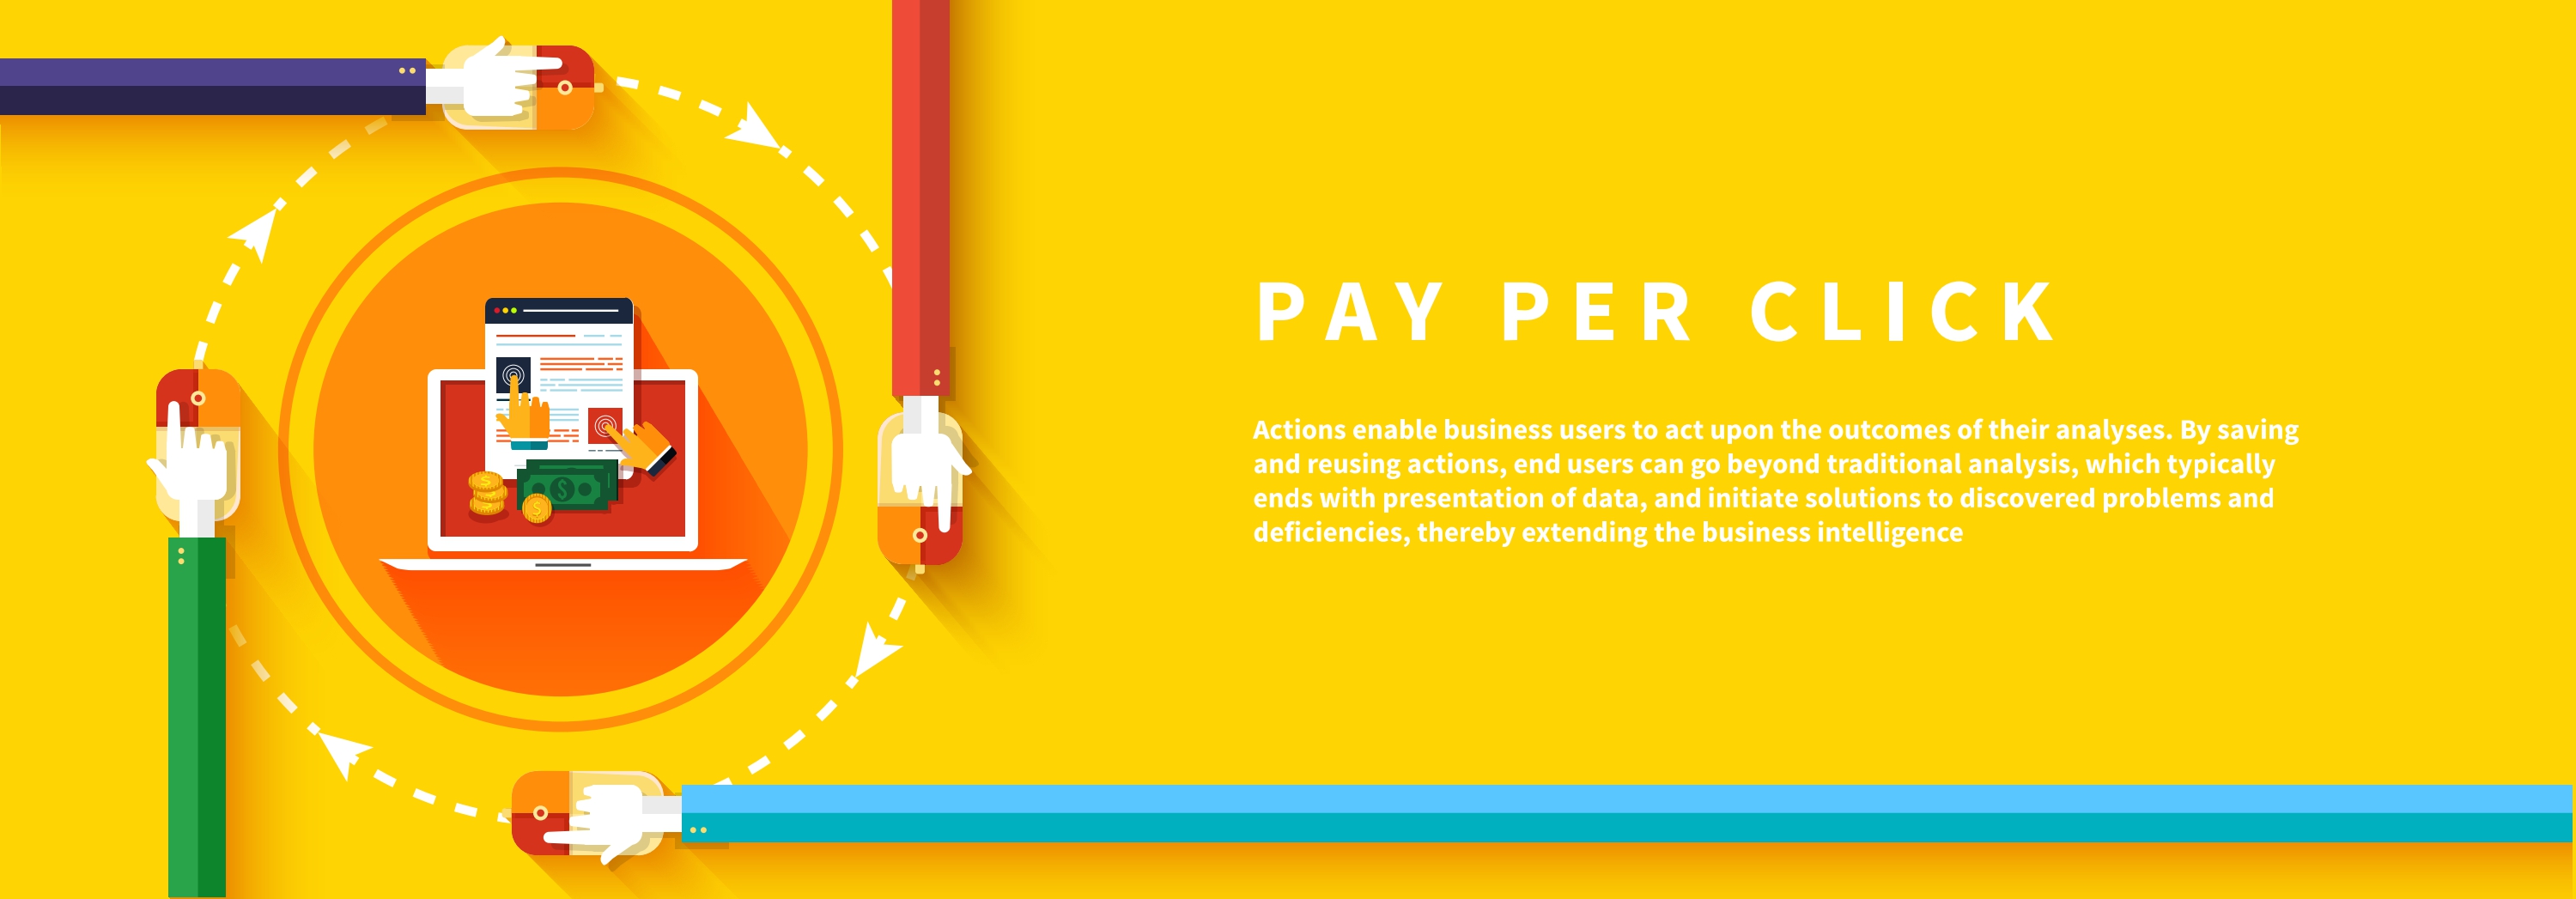 PAY PER CLICK
Actions enable business users to act upon the outcomes of their analyses. By saving
and reusing actions, end users can go beyond traditional analysis, which typically
ends with presentation of data, and initiate solutions to discovered problems and
deficiencies, thereby extending the business intelligence